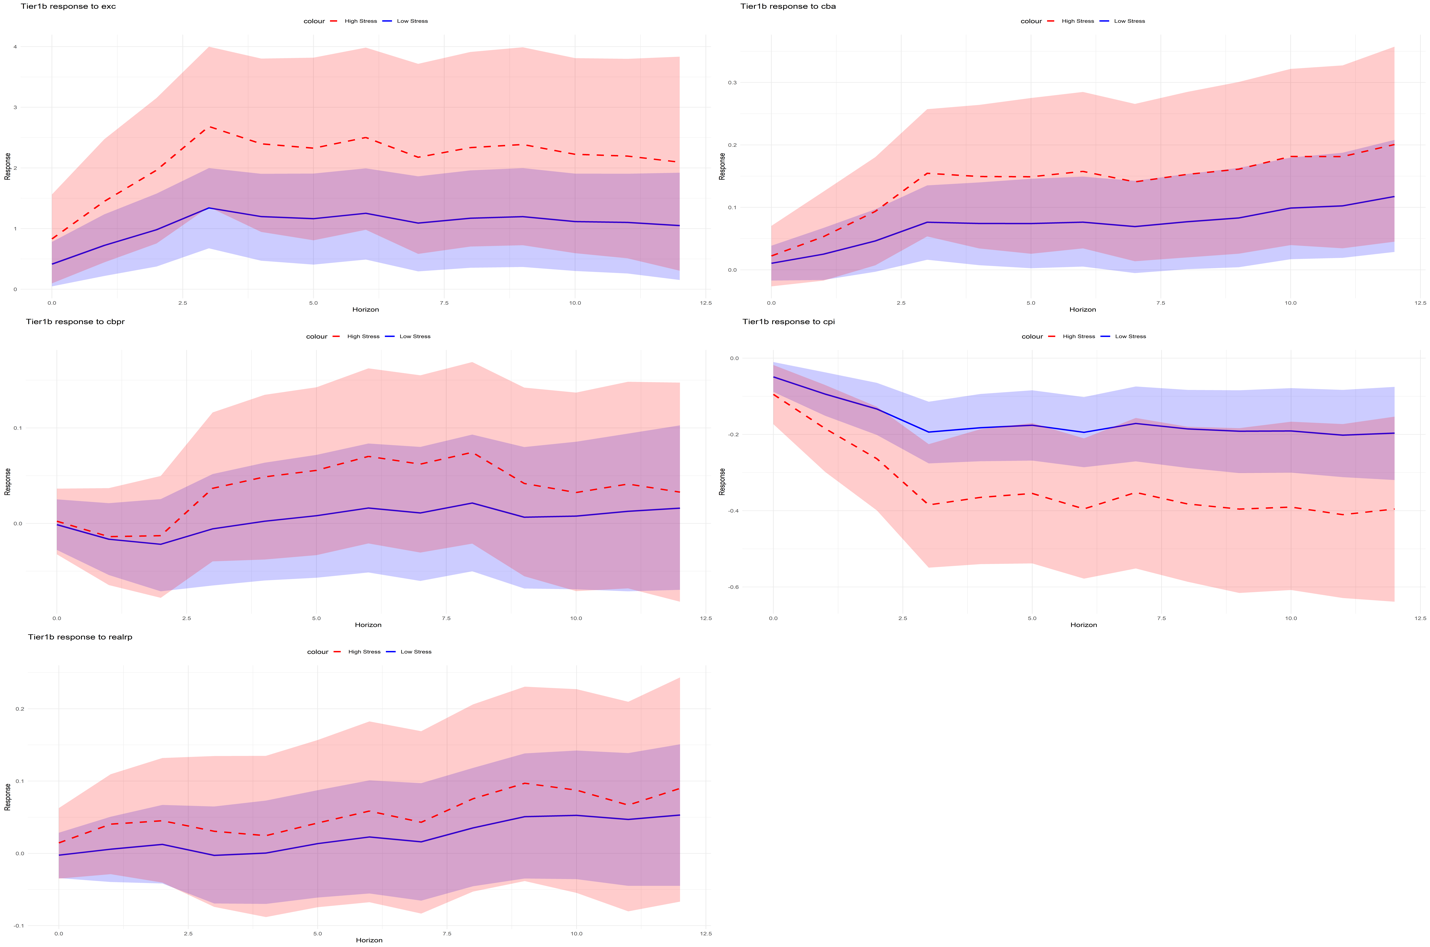 Tier1b response to exc
colour High Stress Low Stress
4
3
2
1
0
Response
0.0 2.5 5.0 7.5 10.0 12.5
Horizon
Tier1b response to cba
colour High Stress Low Stress
0.3
0.2
0.1
0.0
Response
0.0 2.5 5.0 7.5 10.0 12.5
Horizon
Tier1b response to cbpr
colour High Stress Low Stress
0.1
0.0
Response
0.0 2.5 5.0 7.5 10.0 12.5
Horizon
Tier1b response to cpi
colour High Stress Low Stress
0.0
-0.2
-0.4
-0.6
Response
0.0 2.5 5.0 7.5 10.0 12.5
Horizon
Tier1b response to realrp
colour High Stress Low Stress
0.2
0.1
0.0
-0.1
Response
0.0 2.5 5.0 7.5 10.0 12.5
Horizon